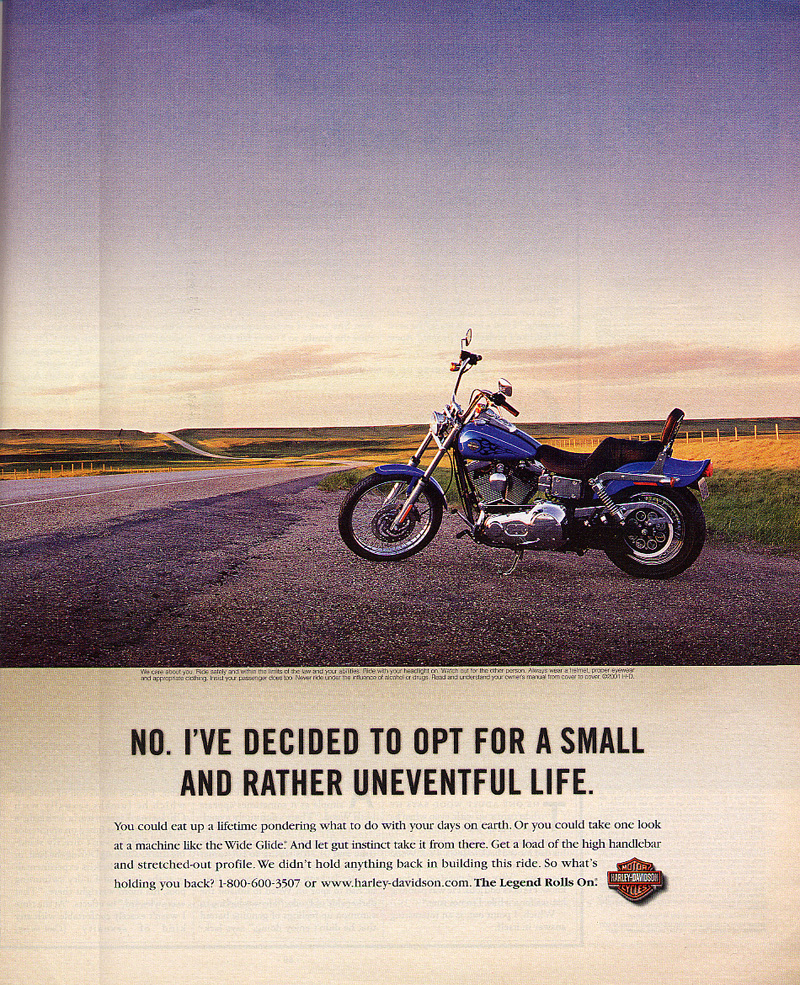 We care about you. Ride safely and within the limits of the law and your abilities. Ride with your headlight on. Watch out for the other person. Always wear a helmet, proper eyewear
and appropriate clothing. Insist your passenger does too. Never ride under the influence of alcohol or drugs. Read and understand your owner's manual from cover to cover. ©2001 H-D.
NO. I'VE DECIDED TO OPT FOR A SMALL
AND RATHER UNEVENTFUL LIFE.
You could eat up a lifetime pondering what to do with your days on earth. Or you could take one look
at a machine like the Wide Glide.® And let gut instinct take it from there. Get a load of the high handlebar
and stretched-out profile. We didn't hold anything back in building this ride. So what's
holding you back? 1-800-600-3507 or www.harley-davidson.com. The Legend Rolls On.®
MOTOR
HARLEY-DAVIDSON
CYCLES